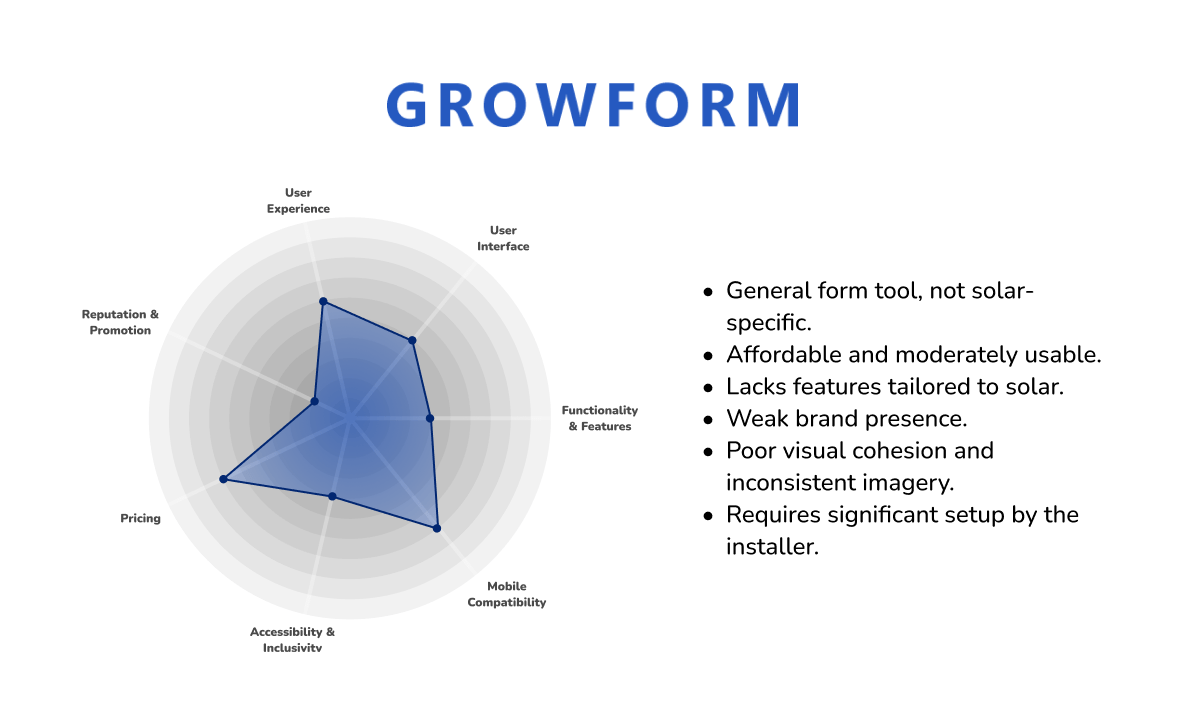 GROWFORM
User
Experience
User
Interface
Reputation &
Promotion
Functionality
& Features
Pricing
Mobile
Compatibility
Accessibility &
Inclusivity
• General form tool, not solar-
specific.
• Affordable and moderately usable.
• Lacks features tailored to solar.
• Weak brand presence.
• Poor visual cohesion and
inconsistent imagery.
• Requires significant setup by the
installer.